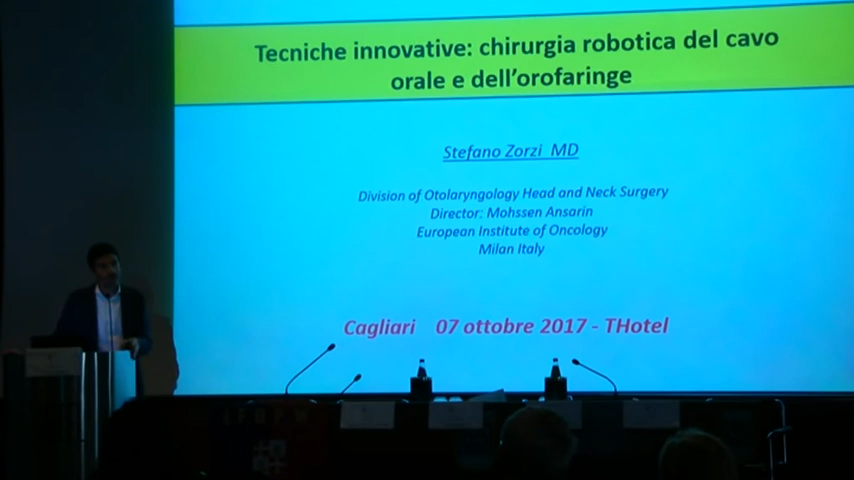 Tecniche innovative: chirurgia robotica del cavo
orale e dell'orofaringe
Stefano Zorzi MD
Division of Otolaryngology Head and Neck Surgery
Director: Mohssen Ansarin
European Institute of Oncology
Milan Italy
Cagliari 07 ottobre 2017 - THotel